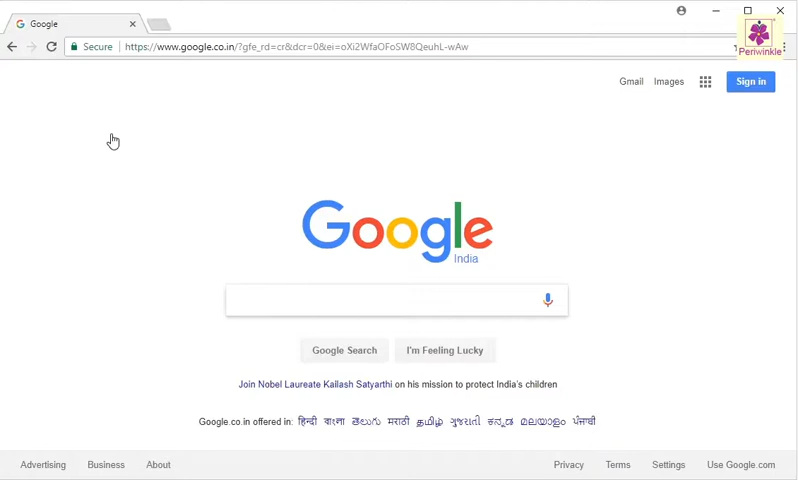 Google
Secure https://www.google.co.in/?gfe_rd=cr&dcr=0&ei=oXi2WfaOFoSW8QeuhL-wAw
Periwinkle
Gmail Images Sign in
Google
India
Google Search I'm Feeling Lucky
Join Nobel Laureate Kailash Satyarthi on his mission to protect India's children
Google.co.in offered in: हिन्दी বাংলা తెలుగు मराठी தமிழ் ગુજરાતી ಕನ್ನಡ മലയാളം ਪੰਜਾਬੀ
Advertising Business About Privacy Terms Settings Use Google.com